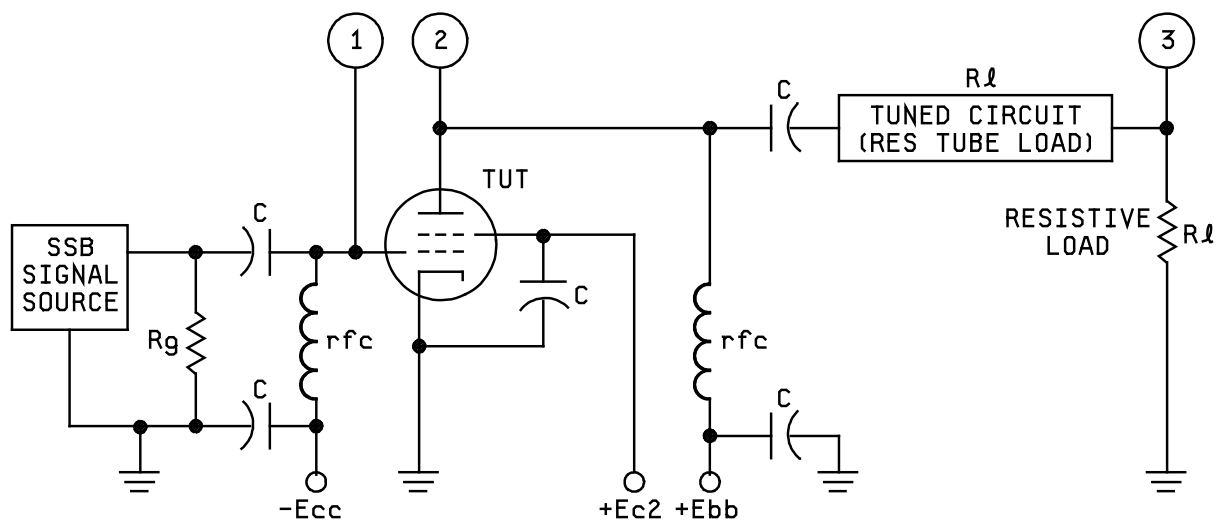 1
2
3
C
Rℓ
TUNED CIRCUIT
(RES TUBE LOAD)
TUT
C
SSB
SIGNAL
SOURCE
RESISTIVE
LOAD
Rℓ
C
Rg
rfc
rfc
C
C
-Ecc
+Ec2
+Ebb